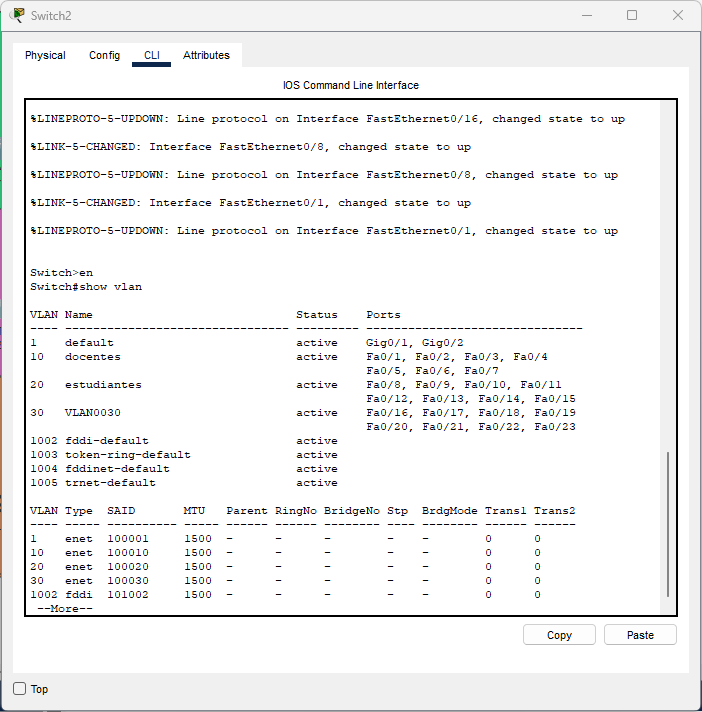 Switch2
Physical Config CLI Attributes
IOS Command Line Interface
%LINEPROTO-5-UPDOWN: Line protocol on Interface FastEthernet0/16, changed state to up
%LINK-5-CHANGED: Interface FastEthernet0/8, changed state to up
%LINEPROTO-5-UPDOWN: Line protocol on Interface FastEthernet0/8, changed state to up
%LINK-5-CHANGED: Interface FastEthernet0/1, changed state to up
%LINEPROTO-5-UPDOWN: Line protocol on Interface FastEthernet0/1, changed state to up
Switch>en
Switch#show vlan
VLAN Name                             Status    Ports
---- -------------------------------- --------- -------------------------------
1    default                          active    Gig0/1, Gig0/2
10   docentes                         active    Fa0/1, Fa0/2, Fa0/3, Fa0/4
                                                Fa0/5, Fa0/6, Fa0/7
20   estudiantes                      active    Fa0/8, Fa0/9, Fa0/10, Fa0/11
                                                Fa0/12, Fa0/13, Fa0/14, Fa0/15
30   VLAN0030                         active    Fa0/16, Fa0/17, Fa0/18, Fa0/19
                                                Fa0/20, Fa0/21, Fa0/22, Fa0/23
1002 fddi-default                     active
1003 token-ring-default               active
1004 fddinet-default                  active
1005 trnet-default                    active
VLAN Type  SAID       MTU   Parent RingNo BridgeNo Stp  BrdgMode Trans1 Trans2
---- ----- ---------- ----- ------ ------ -------- ---- -------- ------ ------
1    enet  100001     1500  -      -      -        -    -        0      0
10   enet  100010     1500  -      -      -        -    -        0      0
20   enet  100020     1500  -      -      -        -    -        0      0
30   enet  100030     1500  -      -      -        -    -        0      0
1002 fddi  101002     1500  -      -      -        -    -        0      0
 --More--
Copy Paste
Top